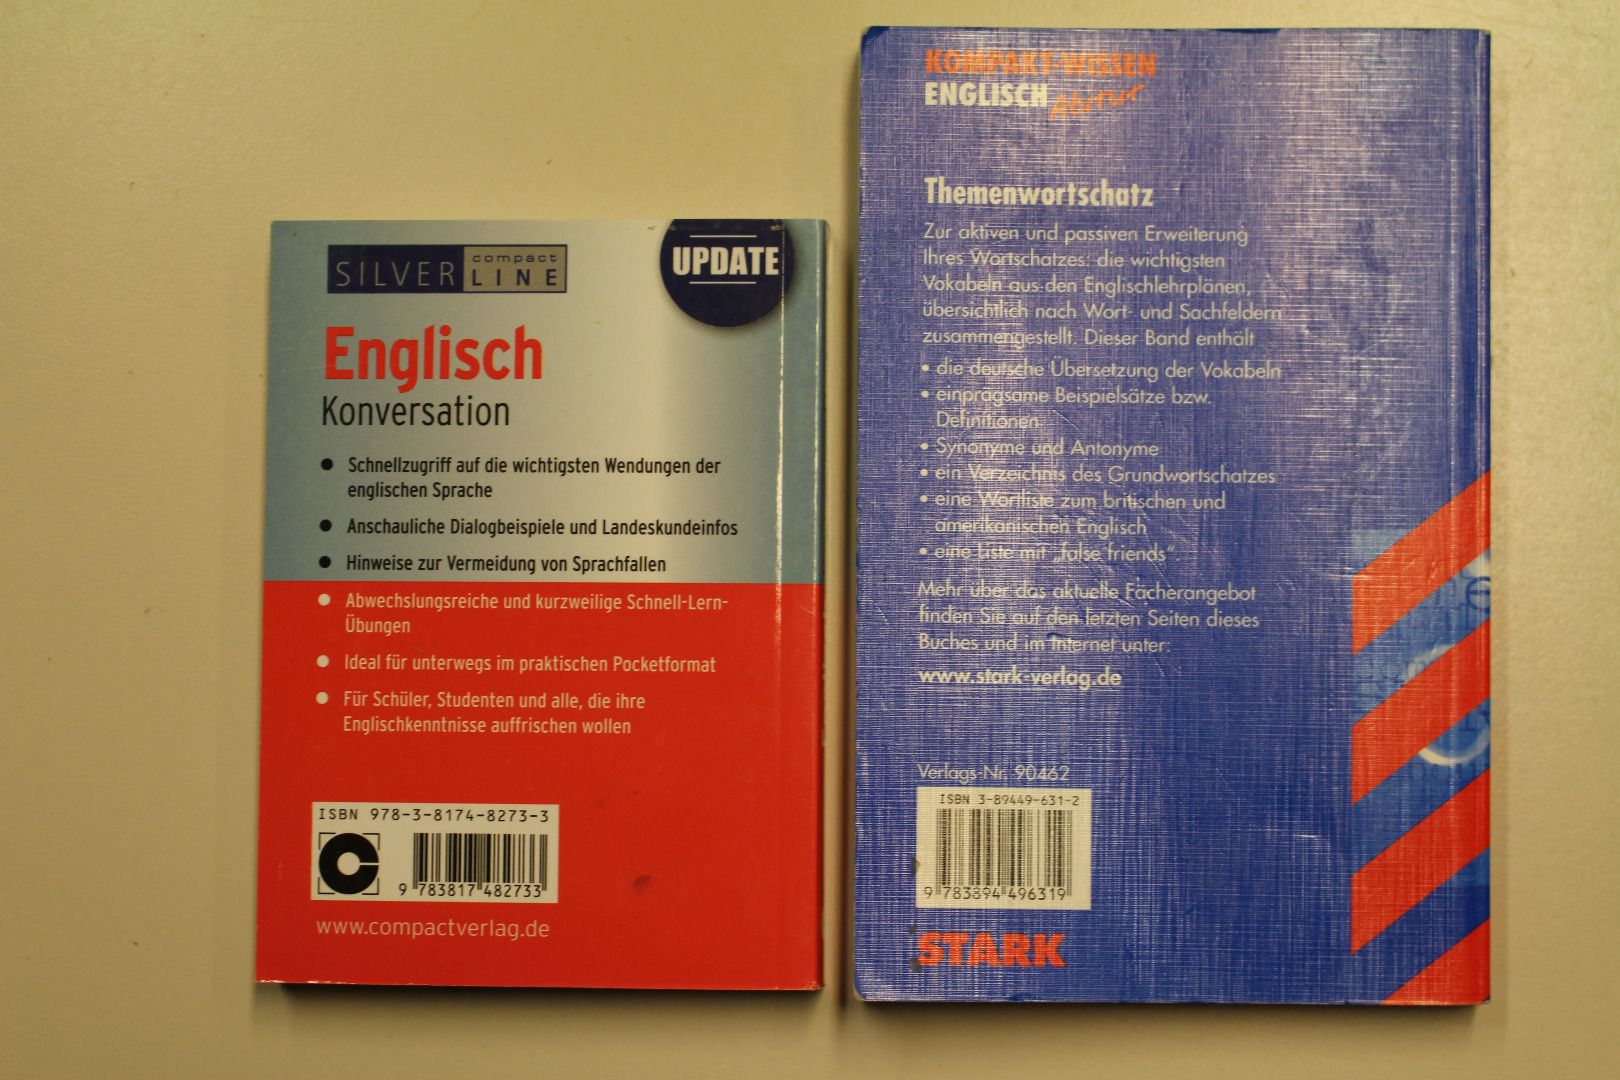 SILVER compact LINE
UPDATE
Englisch
Konversation
● Schnellzugriff auf die wichtigsten Wendungen der
englischen Sprache
● Anschauliche Dialogbeispiele und Landeskundeinfos
● Hinweise zur Vermeidung von Sprachfallen
● Abwechslungsreiche und kurzweilige Schnell-Lern-
Übungen
● Ideal für unterwegs im praktischen Pocketformat
● Für Schüler, Studenten und alle, die ihre
Englischkenntnisse auffrischen wollen
ISBN 978-3-8174-8273-3
9 783817 482733
www.compactverlag.de
KOMPAKT-WISSEN
ENGLISCH Abitur
Themenwortschatz
Zur aktiven und passiven Erweiterung
Ihres Wortschatzes: die wichtigsten
Vokabeln aus den Englischlehrplänen,
übersichtlich nach Wort- und Sachfeldern
zusammengestellt. Dieser Band enthält
• die deutsche Übersetzung der Vokabeln
• einprägsame Beispielsätze bzw.
Definitionen
• Synonyme und Antonyme
• ein Verzeichnis des Grundwortschatzes
• eine Wortliste zum britischen und
amerikanischen Englisch
• eine Liste mit „false friends“.
Mehr über das aktuelle Fächerangebot
finden Sie auf den letzten Seiten dieses
Buches und im Internet unter:
www.stark-verlag.de
Verlags-Nr. 90462
ISBN 3-89449-631-2
9 783894 496319
STARK